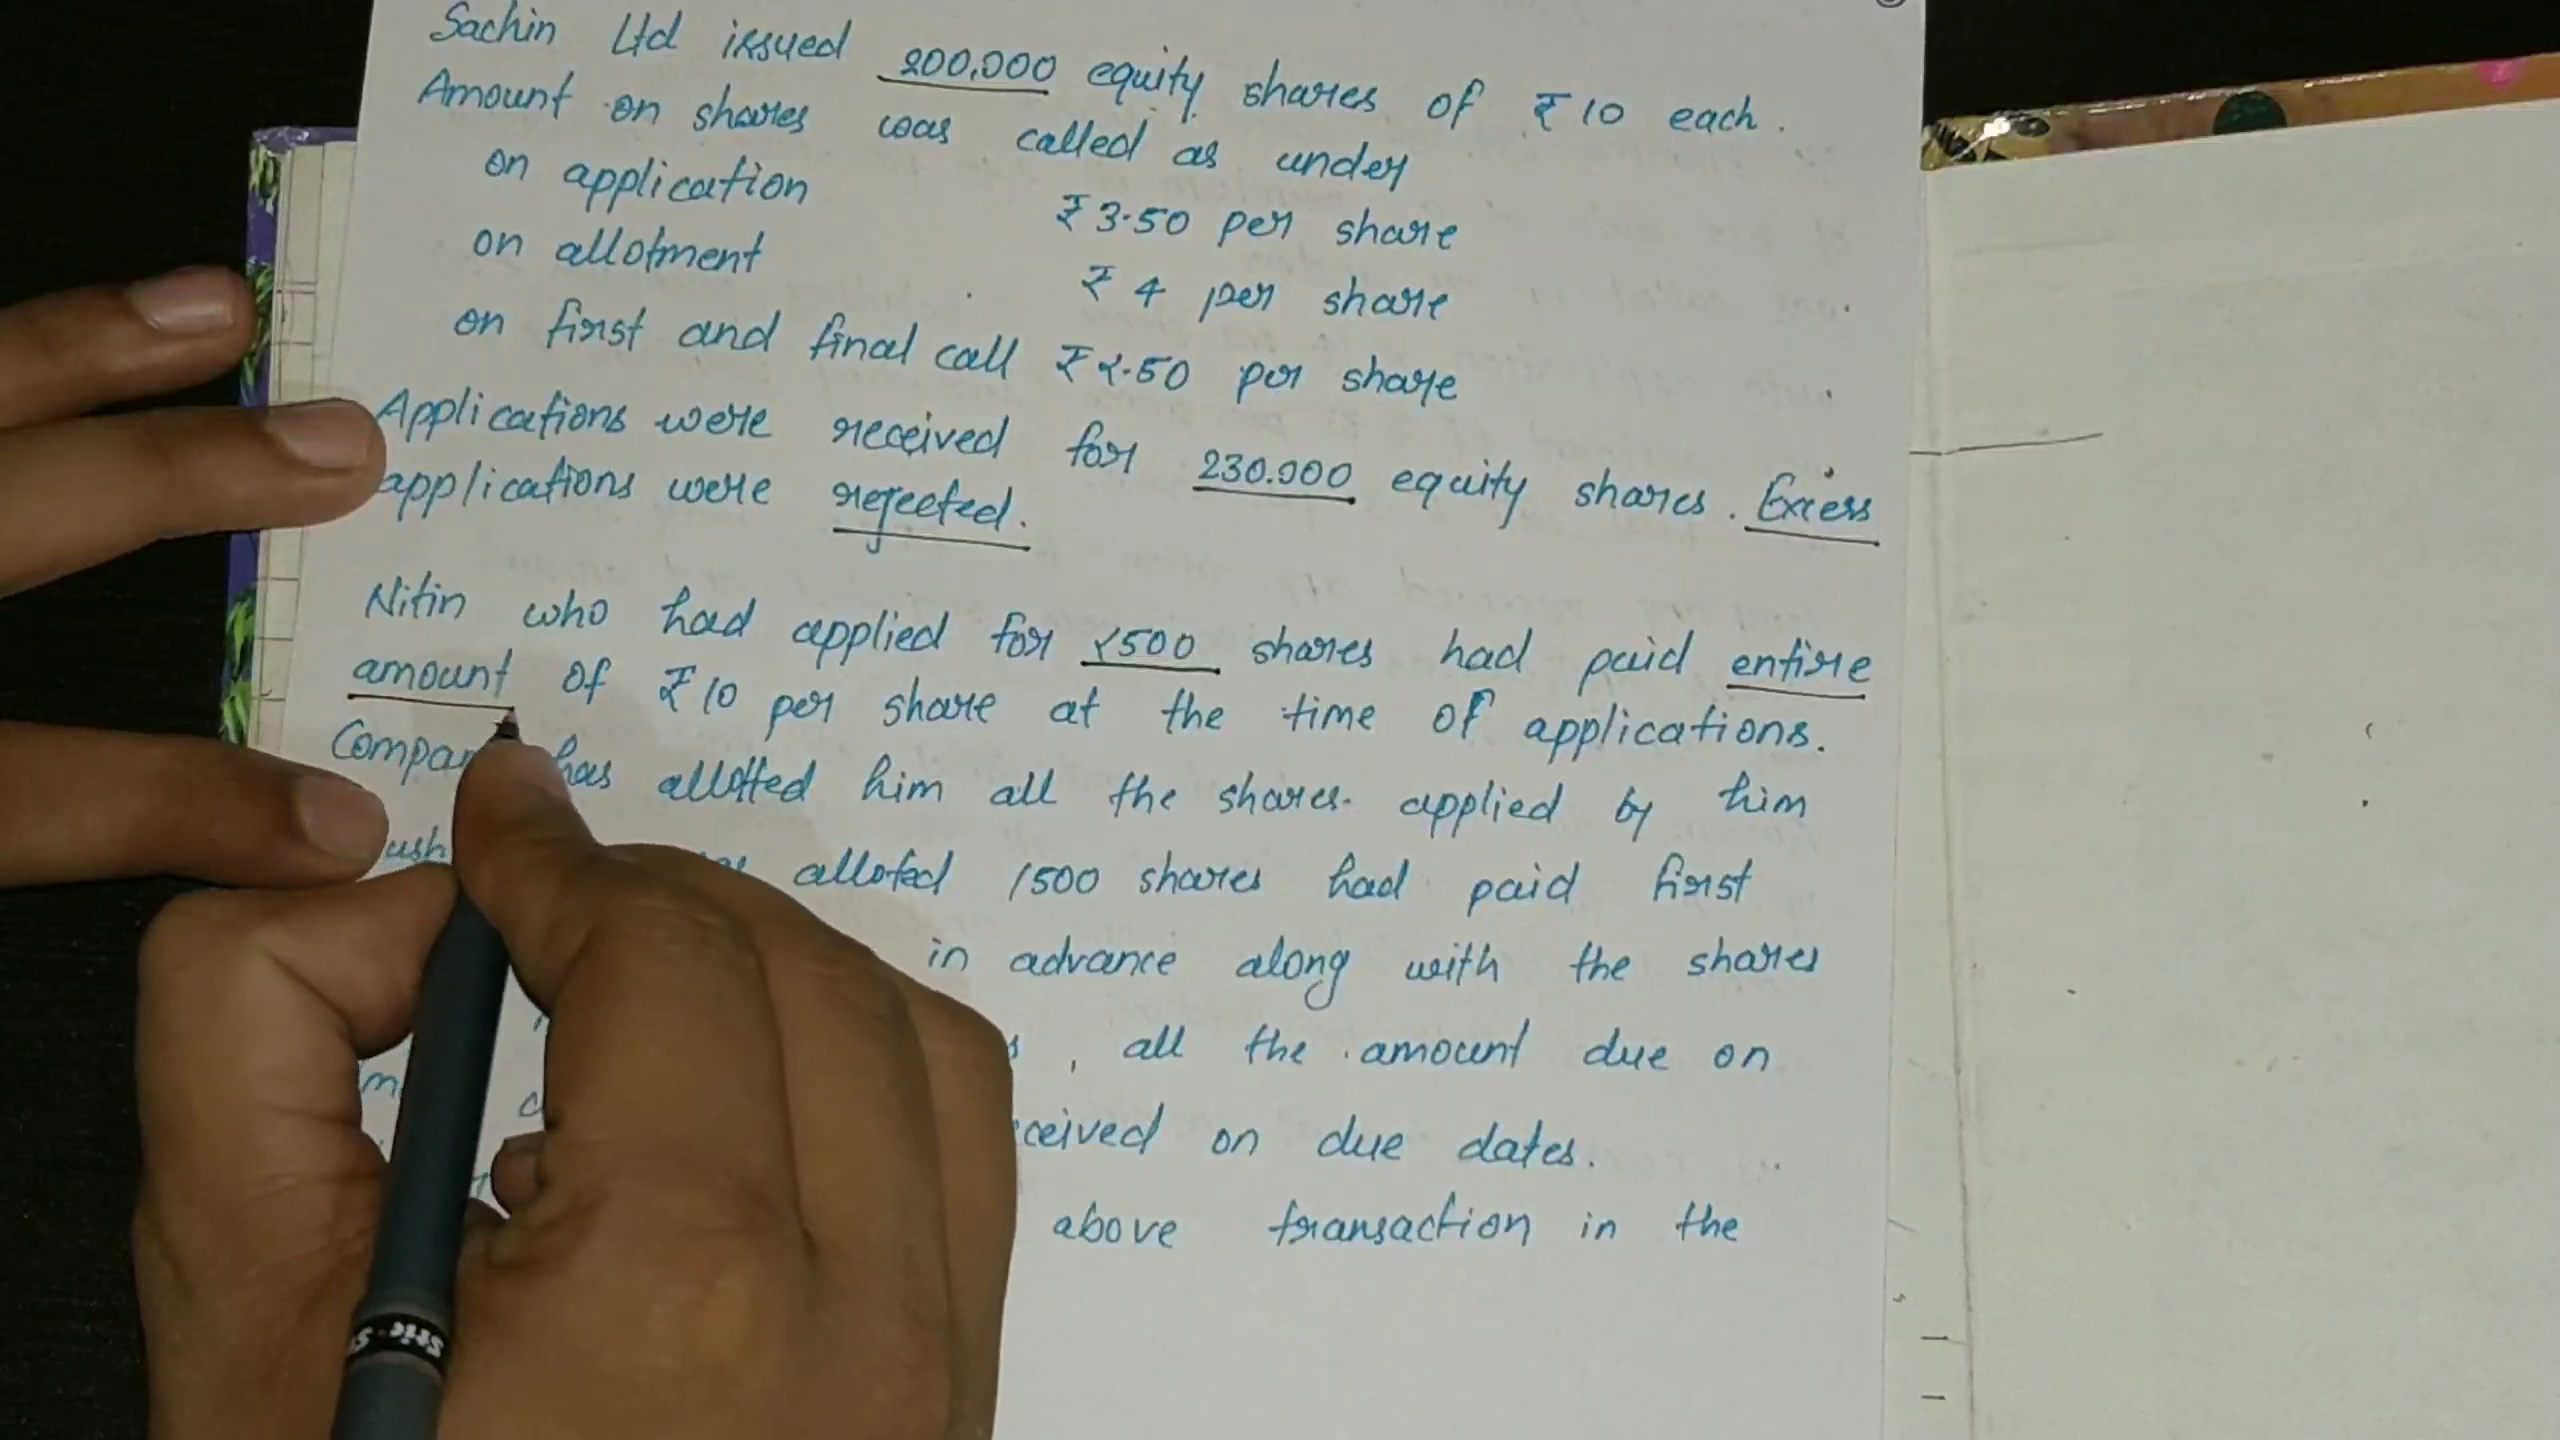 Sachin Ltd issued 200,000 equity shares of ₹ 10 each.
Amount on shares was called as under
on application ₹ 3.50 per share
on allotment ₹ 4 per share
on first and final call ₹ 2.50 per share
Applications were received for 230.000 equity shares. Excess
applications were rejected.
Nitin who had applied for 2500 shares had paid entire
amount of ₹ 10 per share at the time of applications.
has allotted him all the shares applied by him
alloted 1500 shares had paid first
in advance along with the shares
, all the amount due on
on due dates.
above transaction in the